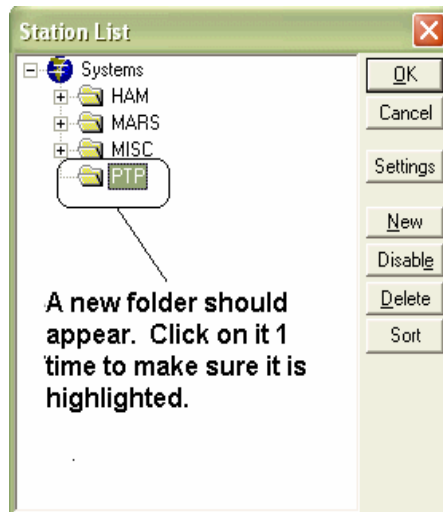 Station List
Systems
HAM
MARS
MISC
PTP
A new folder should
appear. Click on it 1
time to make sure it is
highlighted.
OK
Cancel
Settings
New
Disable
Delete
Sort